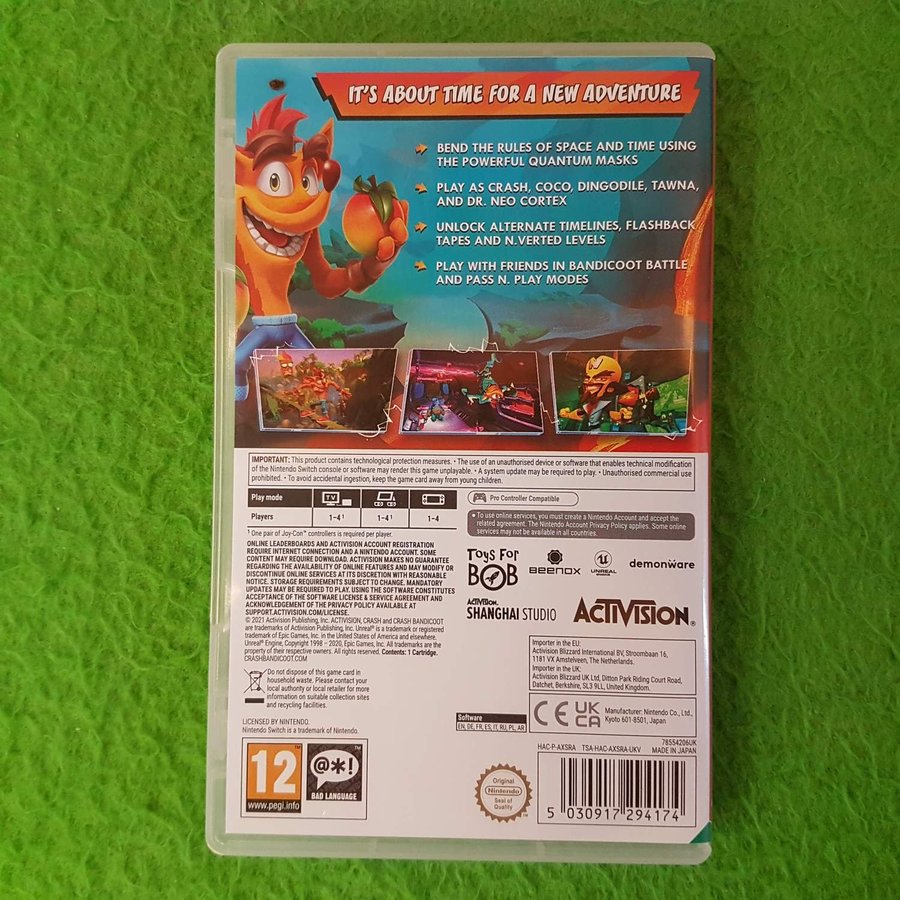 IT'S ABOUT TIME FOR A NEW ADVENTURE
BEND THE RULES OF SPACE AND TIME USING
THE POWERFUL QUANTUM MASKS
PLAY AS CRASH, COCO, DINGODILE, TAWNA,
AND DR. NEO CORTEX
UNLOCK ALTERNATE TIMELINES, FLASHBACK
TAPES AND N.VERTED LEVELS
PLAY WITH FRIENDS IN BANDICOOT BATTLE
AND PASS N. PLAY MODES
IMPORTANT: This product contains technological protection measures. • The use of an unauthorised device or software that enables technical modification
of the Nintendo Switch console or software may render this game unplayable. • A system update may be required to play. • Unauthorised commercial use
prohibited. • To avoid accidental ingestion, keep the game card away from young children.
Play mode TV
Players 1-4¹ 1-4¹ 1-4
Pro Controller Compatible
¹ One pair of Joy-Con™ controllers is required per player.
• To use online services, you must create a Nintendo Account and accept the
related agreement. The Nintendo Account Privacy Policy applies. Some online
services may not be available in all countries.
ONLINE LEADERBOARDS AND ACTIVISION ACCOUNT REGISTRATION
REQUIRE INTERNET CONNECTION AND A NINTENDO ACCOUNT. SOME
CONTENT MAY REQUIRE DOWNLOAD. ACTIVISION MAKES NO GUARANTEE
REGARDING THE AVAILABILITY OF ONLINE FEATURES AND MAY MODIFY OR
DISCONTINUE ONLINE SERVICES AT ITS DISCRETION WITH REASONABLE
NOTICE. STORAGE REQUIREMENTS SUBJECT TO CHANGE. MANDATORY
UPDATES MAY BE REQUIRED TO PLAY. USING THE SOFTWARE CONSTITUTES
ACCEPTANCE OF THE SOFTWARE LICENSE & SERVICE AGREEMENT AND
ACKNOWLEDGEMENT OF THE PRIVACY POLICY AVAILABLE AT
SUPPORT.ACTIVISION.COM/LICENSE.
© 2021 Activision Publishing, Inc. ACTIVISION, CRASH and CRASH BANDICOOT
are trademarks of Activision Publishing, Inc. Unreal® is a trademark or registered
trademark of Epic Games, Inc. in the United States of America and elsewhere.
Unreal® Engine, Copyright 1998 – 2020, Epic Games, Inc. All trademarks are the
property of their respective owners. All rights reserved. Contents: 1 Cartridge.
CRASHBANDICOOT.COM
Toys For
BOB
BEENOX
UNREAL
ENGINE
demonware
ACTIVISION.
SHANGHAI STUDIO
ACTIVISION®
Do not dispose of this game card in
household waste. Please contact your
local authority or local retailer for more
information on suitable collection sites
and recycling facilities.
Importer in the EU:
Activision Blizzard International BV, Stroombaan 16,
1181 VX Amstelveen, The Netherlands.
Importer in the UK:
Activision Blizzard UK Ltd, Ditton Park Riding Court Road,
Datchet, Berkshire, SL3 9LL, United Kingdom.
CE UK
CA
Manufacturer: Nintendo Co., Ltd.,
Kyoto 601-8501, Japan
LICENSED BY NINTENDO.
Nintendo Switch is a trademark of Nintendo.
Software
EN, DE, FR, ES, IT, RU, PL, AR
78554206UK
HAC-P-AXSRA TSA-HAC-AXSRA-UKV MADE IN JAPAN
12
www.pegi.info
@*!
BAD LANGUAGE
Original
Nintendo
Seal of
Quality
5 030917 294174